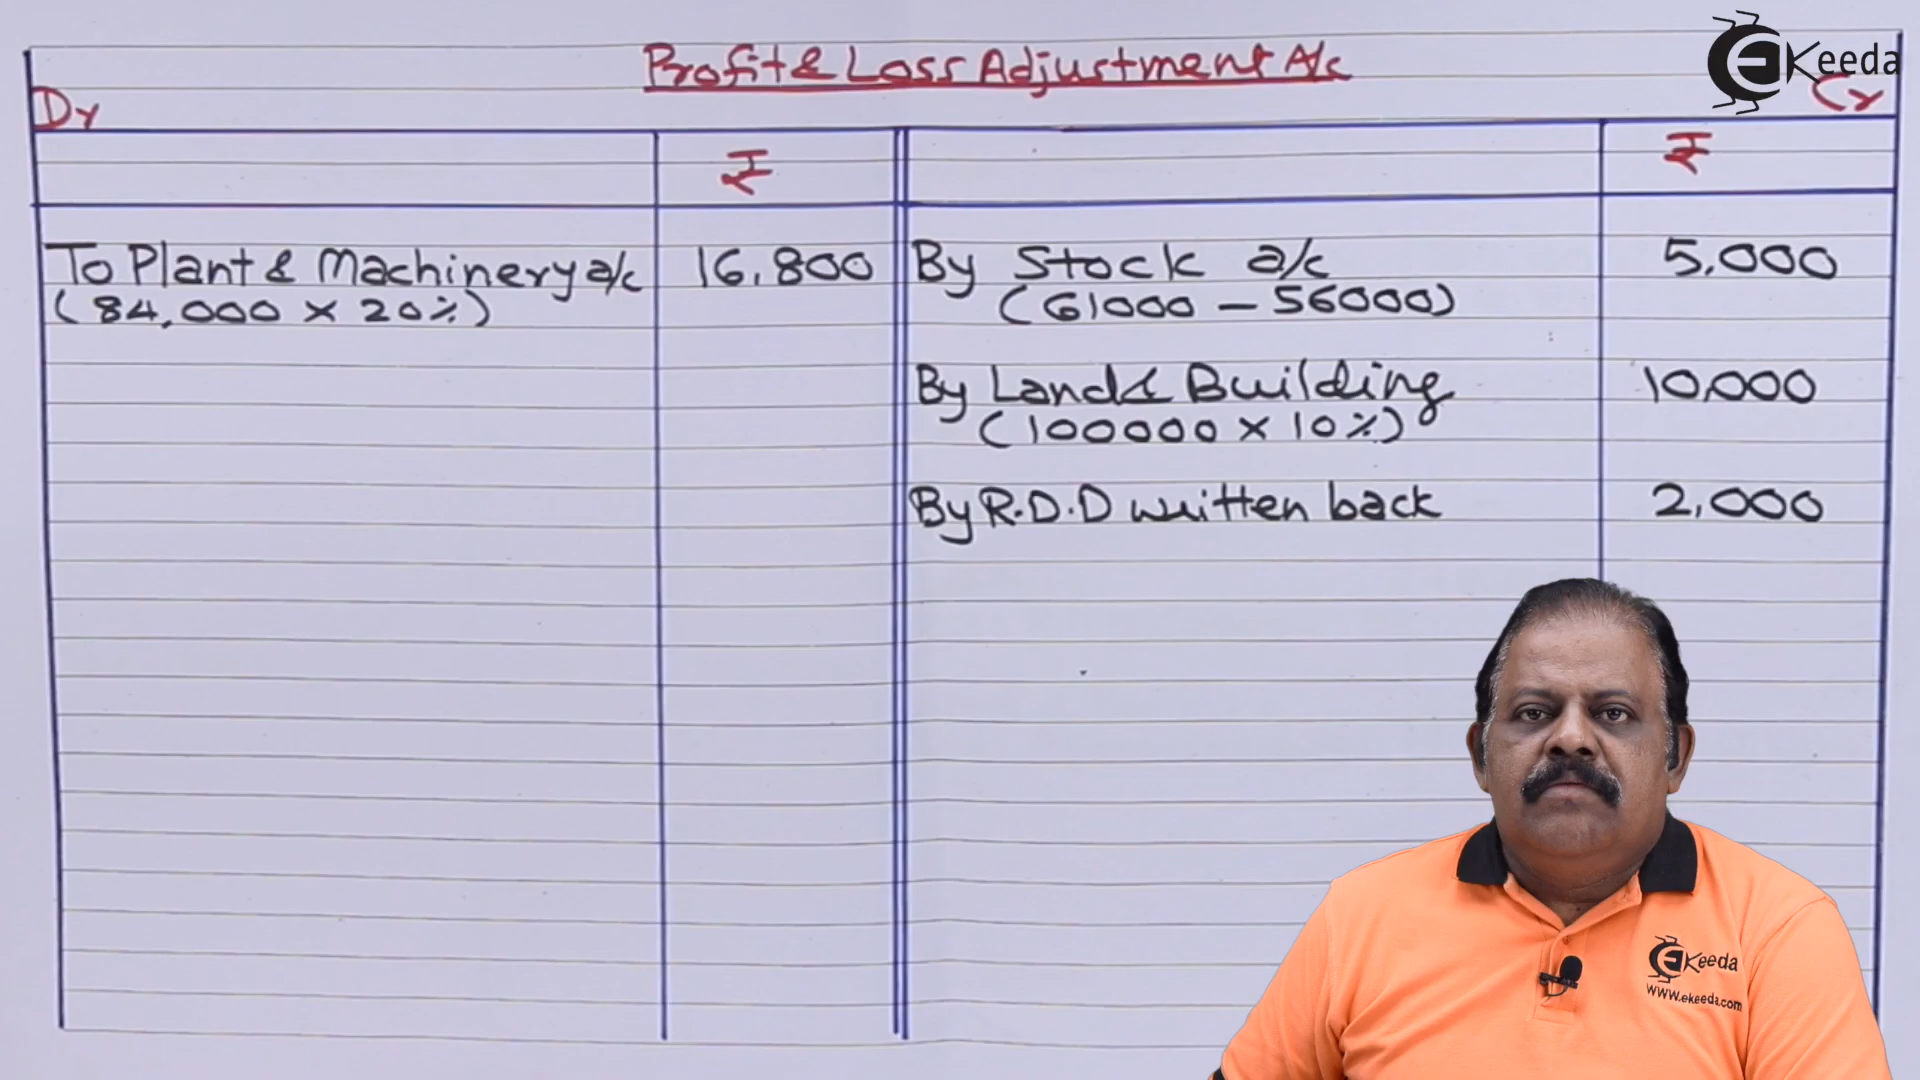 Profit & Loss Adjustment A/c
EKeeda
Dr
Cr
₹
₹
To Plant & Machinery a/c 16,800
(84,000 × 20%)
By Stock a/c 5,000
(61000 – 56000)
By Land & Building 10,000
(100000 × 10%)
By R.D.D written back 2,000
EKeeda
www.ekeeda.com